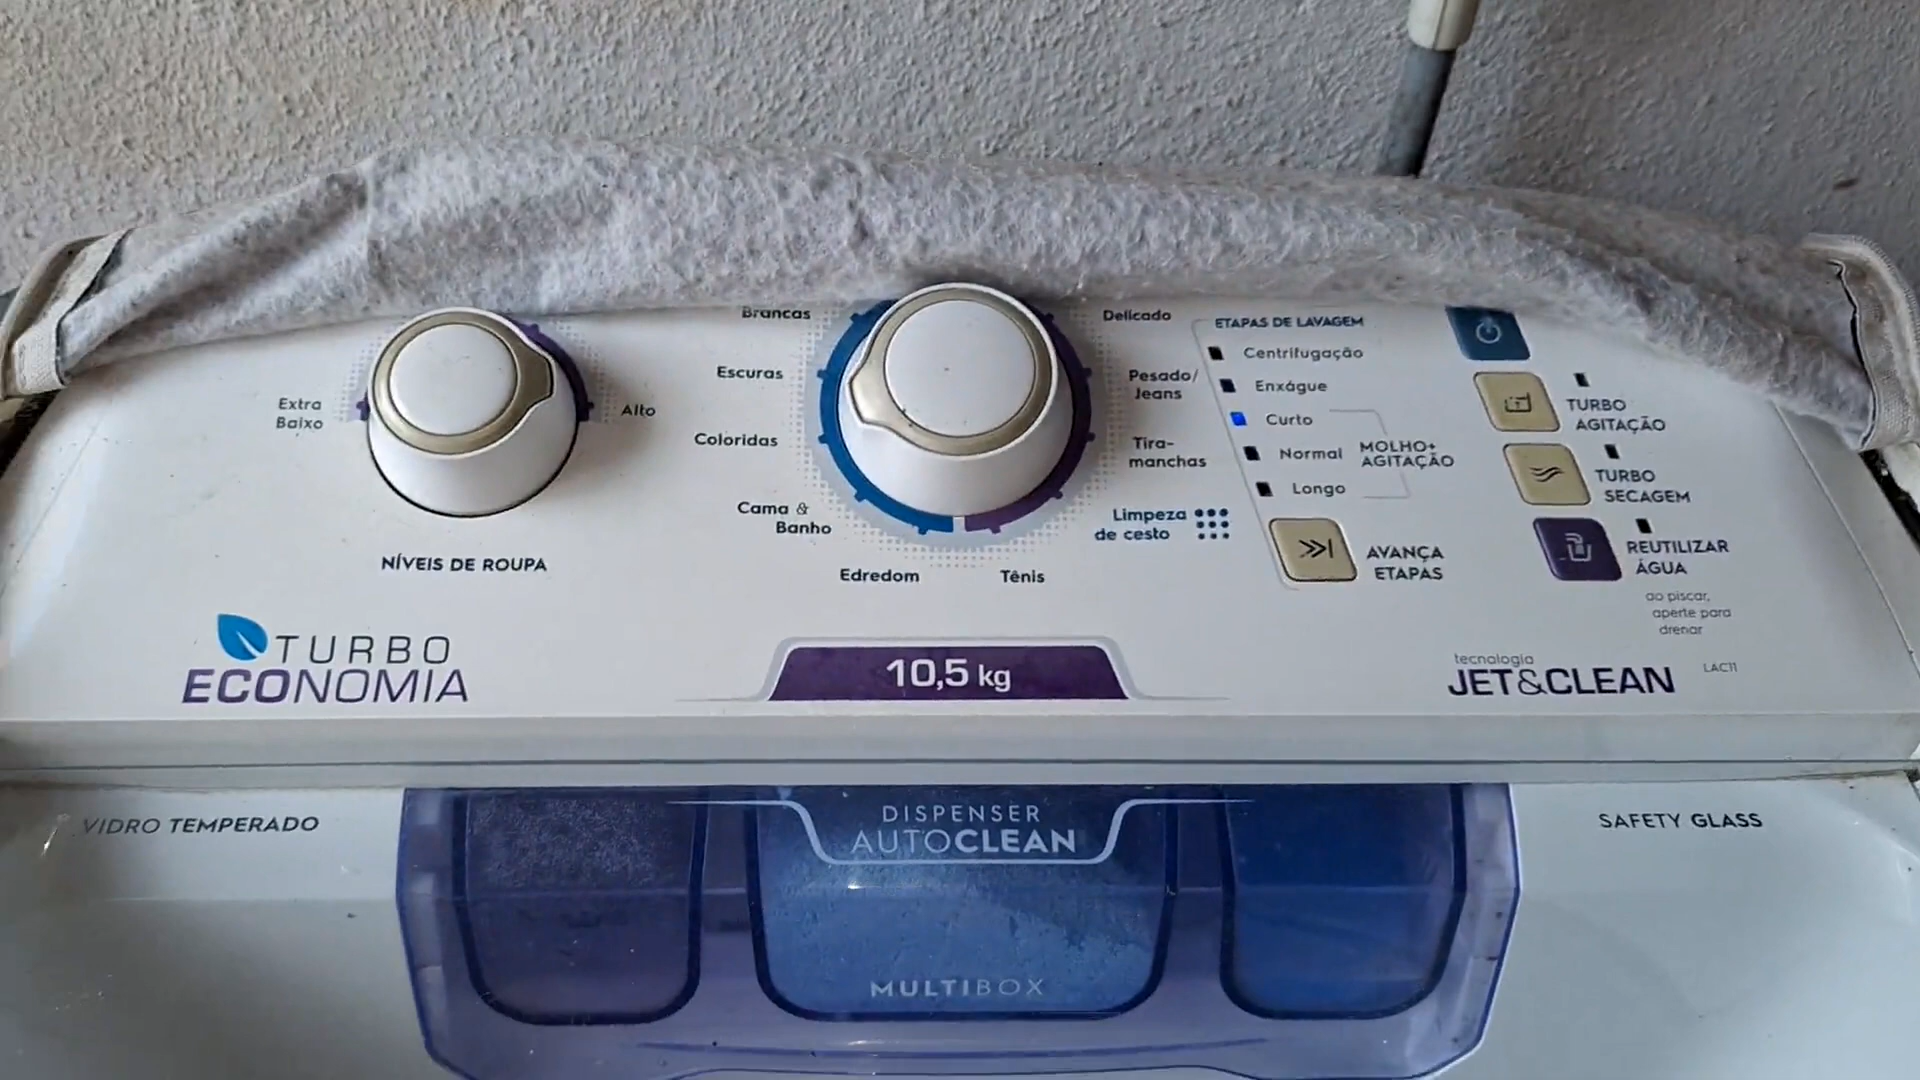 Extra
Baixo
Alto
NÍVEIS DE ROUPA
Brancas
Escuras
Coloridas
Cama &
Banho
Edredom
Delicado
Pesado/
Jeans
Tira-
manchas
Limpeza
de cesto
Tênis
ETAPAS DE LAVAGEM
Centrifugação
Enxágue
Curto
Normal
Longo
MOLHO+
AGITAÇÃO
AVANÇA
ETAPAS
TURBO
AGITAÇÃO
TURBO
SECAGEM
REUTILIZAR
ÁGUA
ao piscar,
aperte para
drenar
TURBO
ECONOMIA
10,5 kg
tecnologia
JET&CLEAN
LAC11
VIDRO TEMPERADO
DISPENSER
AUTOCLEAN
MULTIBOX
SAFETY GLASS